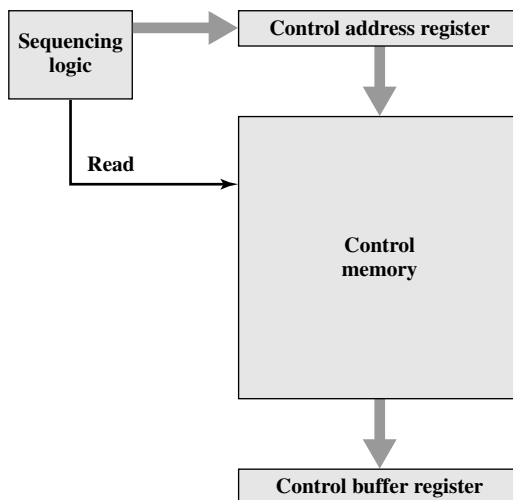 Sequencing
logic
Control address register
Read
Control
memory
Control buffer register